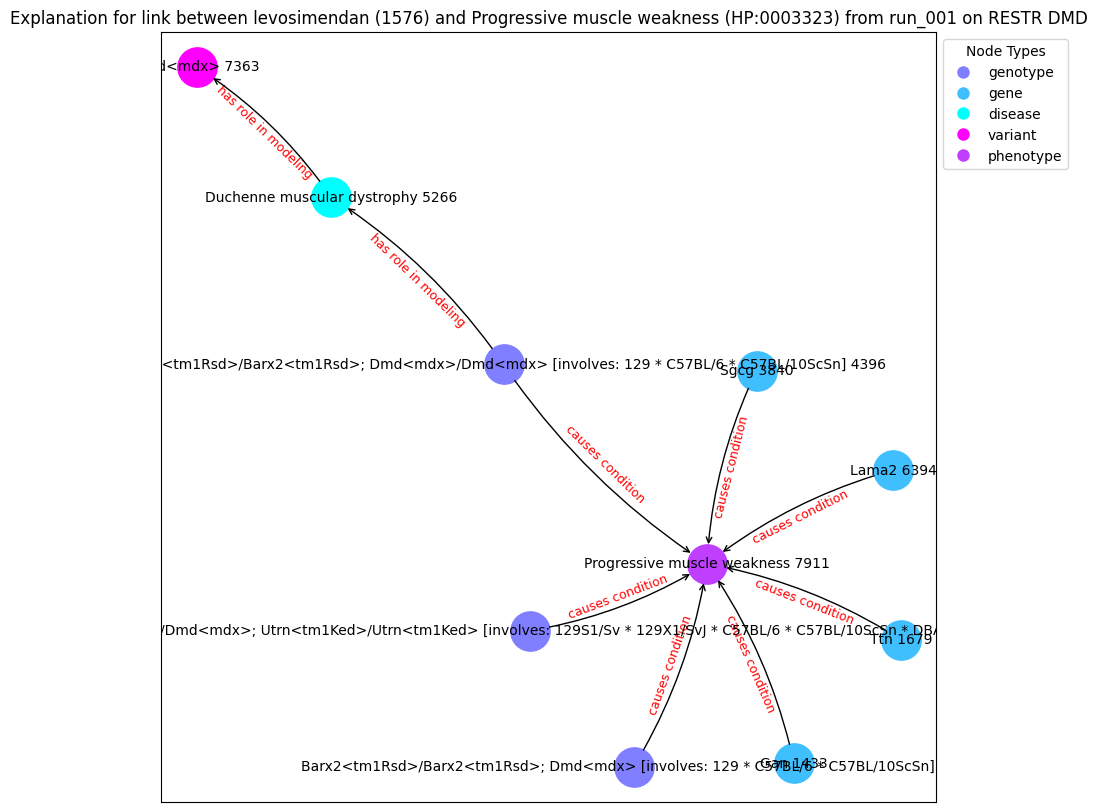 Explanation for link between levosimendan (1576) and Progressive muscle weakness (HP:0003323) from run_001 on RESTR DMD
Node Types
genotype
gene
disease
variant
phenotype
d<mdx> 7363
has role in modeling
Duchenne muscular dystrophy 5266
has role in modeling
<tm1Rsd>/Barx2<tm1Rsd>; Dmd<mdx>/Dmd<mdx> [involves: 129 * C57BL/6 * C57BL/10ScSn] 4396
Sgcg 3840
causes condition
causes condition
Lama2 6394
causes condition
Progressive muscle weakness 7911
causes condition
causes condition
/Dmd<mdx>; Utrn<tm1Ked>/Utrn<tm1Ked> [involves: 129S1/Sv * 129X1/SvJ * C57BL/6 * C57BL/10ScSn * DBA/
Ttn 1679
causes condition
causes condition
Barx2<tm1Rsd>/Barx2<tm1Rsd>; Dmd<mdx> [involves: 129 * C57BL/6 * C57BL/10ScSn]
Gan 1433